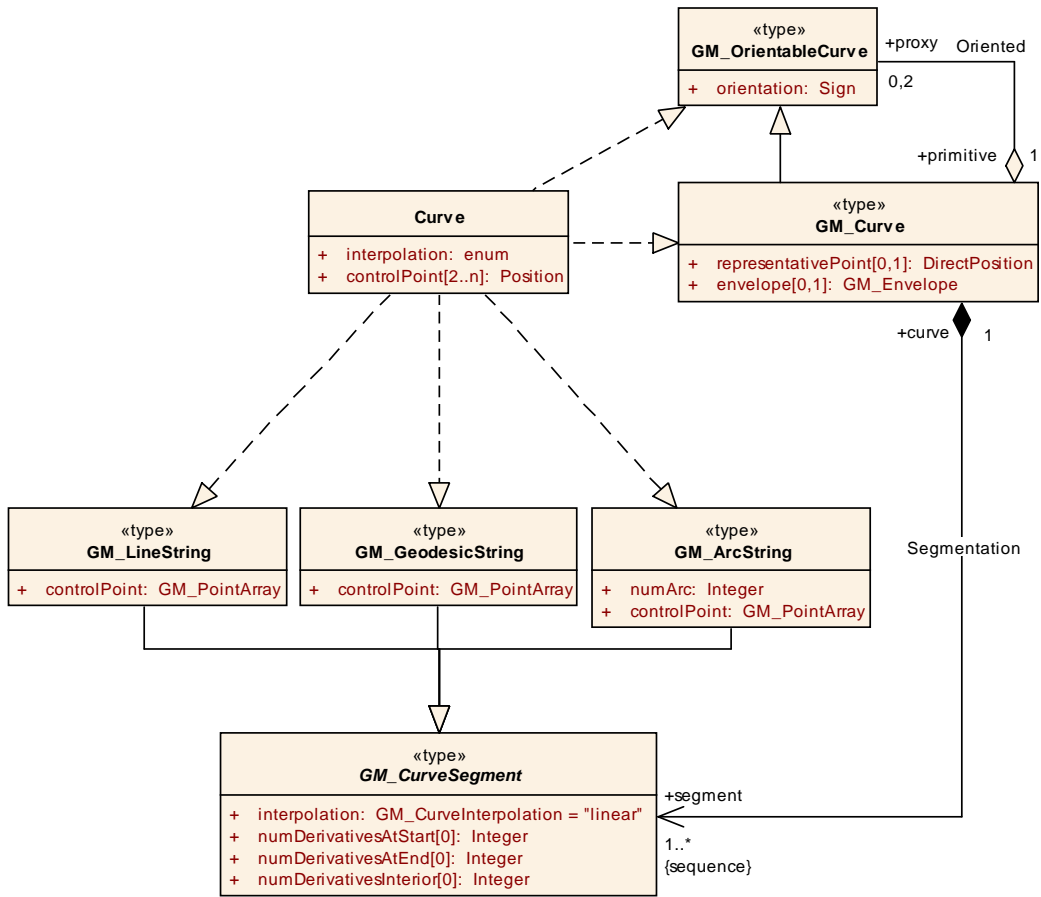 «type»
GM_OrientableCurve
+ orientation: Sign
+proxy
Oriented
0,2
+primitive
1
Curve
+ interpolation: enum
+ controlPoint[2..n]: Position
«type»
GM_Curve
+ representativePoint[0,1]: DirectPosition
+ envelope[0,1]: GM_Envelope
+curve
1
«type»
GM_LineString
+ controlPoint: GM_PointArray
«type»
GM_GeodesicString
+ controlPoint: GM_PointArray
«type»
GM_ArcString
+ numArc: Integer
+ controlPoint: GM_PointArray
Segmentation
«type»
GM_CurveSegment
+ interpolation: GM_CurveInterpolation = "linear"
+ numDerivativesAtStart[0]: Integer
+ numDerivativesAtEnd[0]: Integer
+ numDerivativesInterior[0]: Integer
+segment
1..*
{sequence}